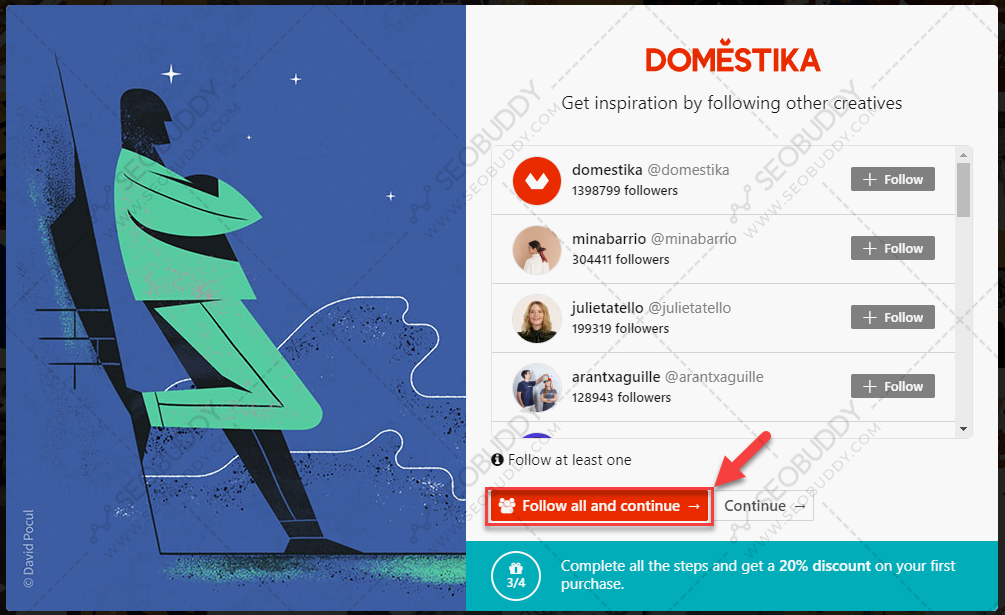 DOMĚSTIKA
Get inspiration by following other creatives
domestika @domestika
1398799 followers
+ Follow
minabarrio @minabarrio
304411 followers
+ Follow
julietatello @julietatello
199319 followers
+ Follow
arantxaguille @arantxaguille
128943 followers
+ Follow
Follow at least one
Follow all and continue →
Continue →
3/4
Complete all the steps and get a 20% discount on your first
purchase.
© David Pocul
SEOBUDDY
WWW.SEOBUDDY.COM